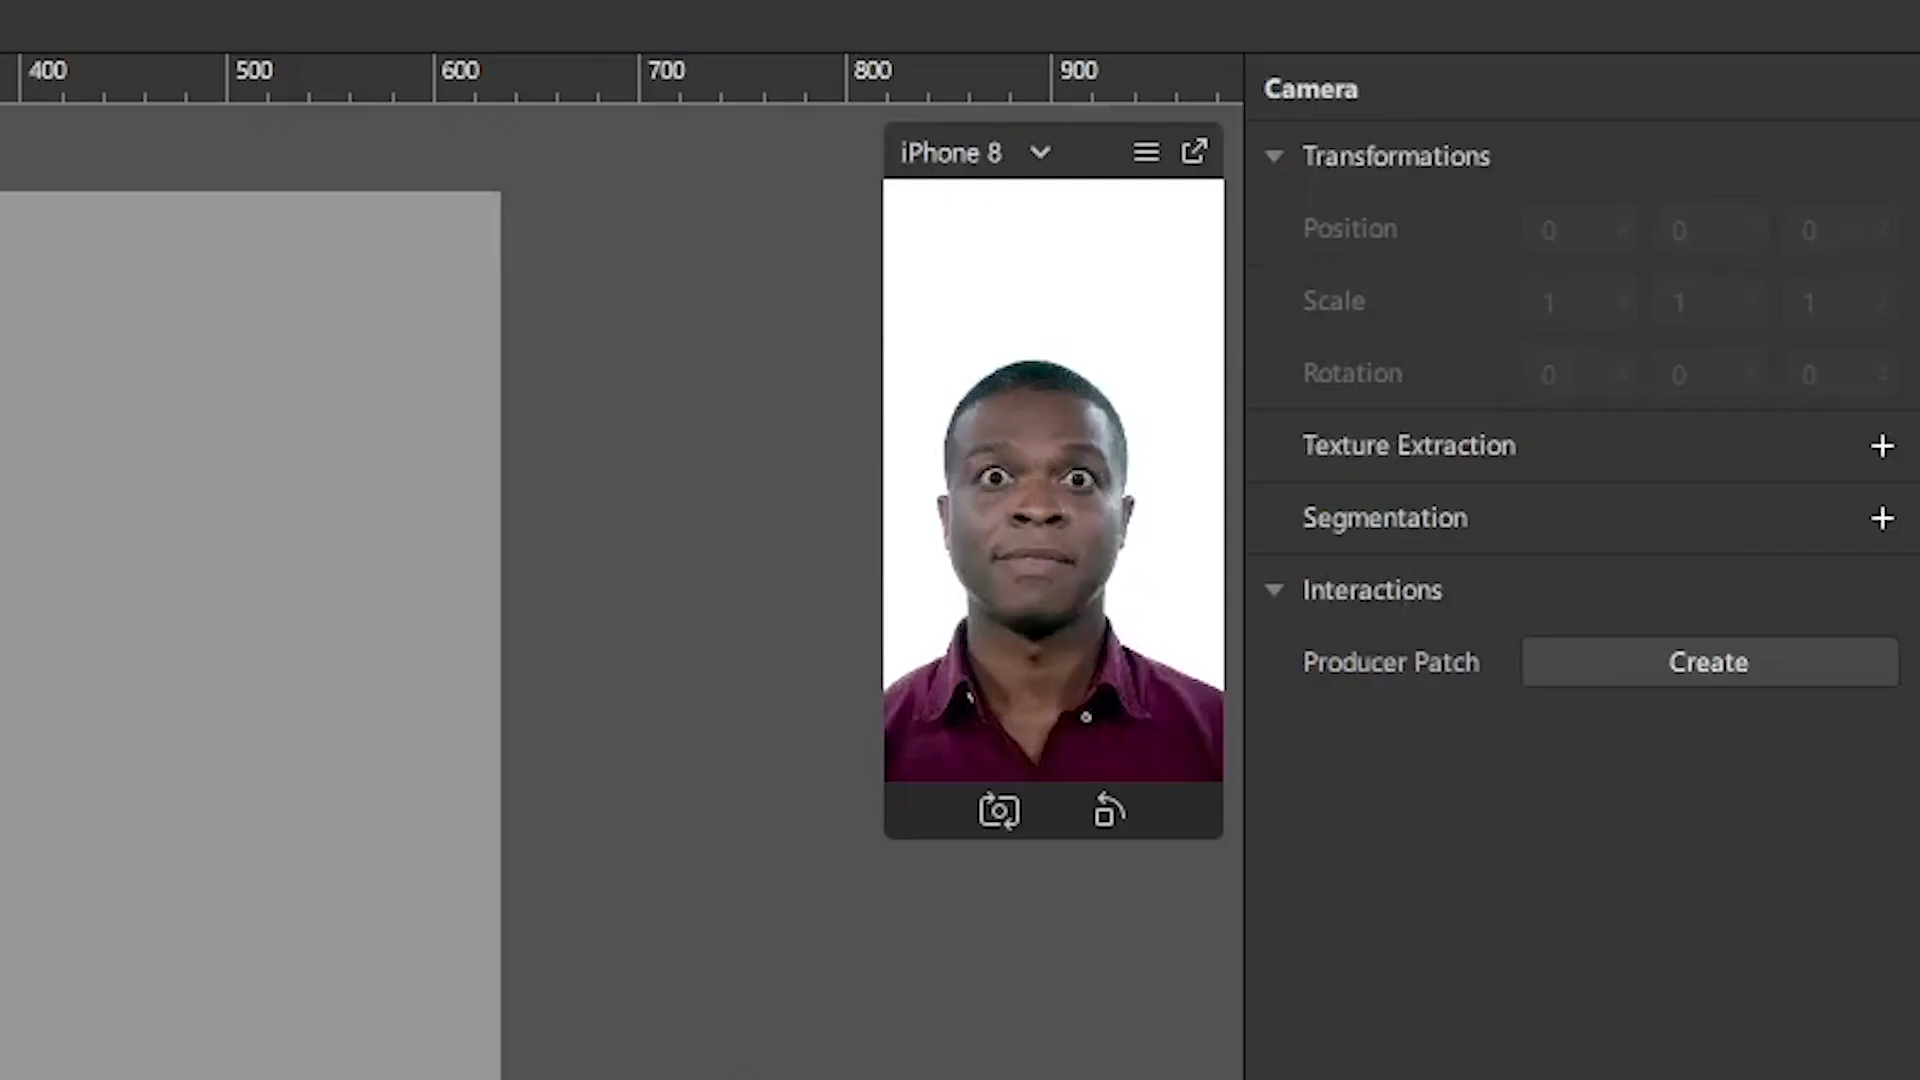 400 500 600 700 800 900
Camera
iPhone 8
Transformations
Position 0 0 0
Scale 1 1 1
Rotation 0 0 0
Texture Extraction
Segmentation
Interactions
Producer Patch Create